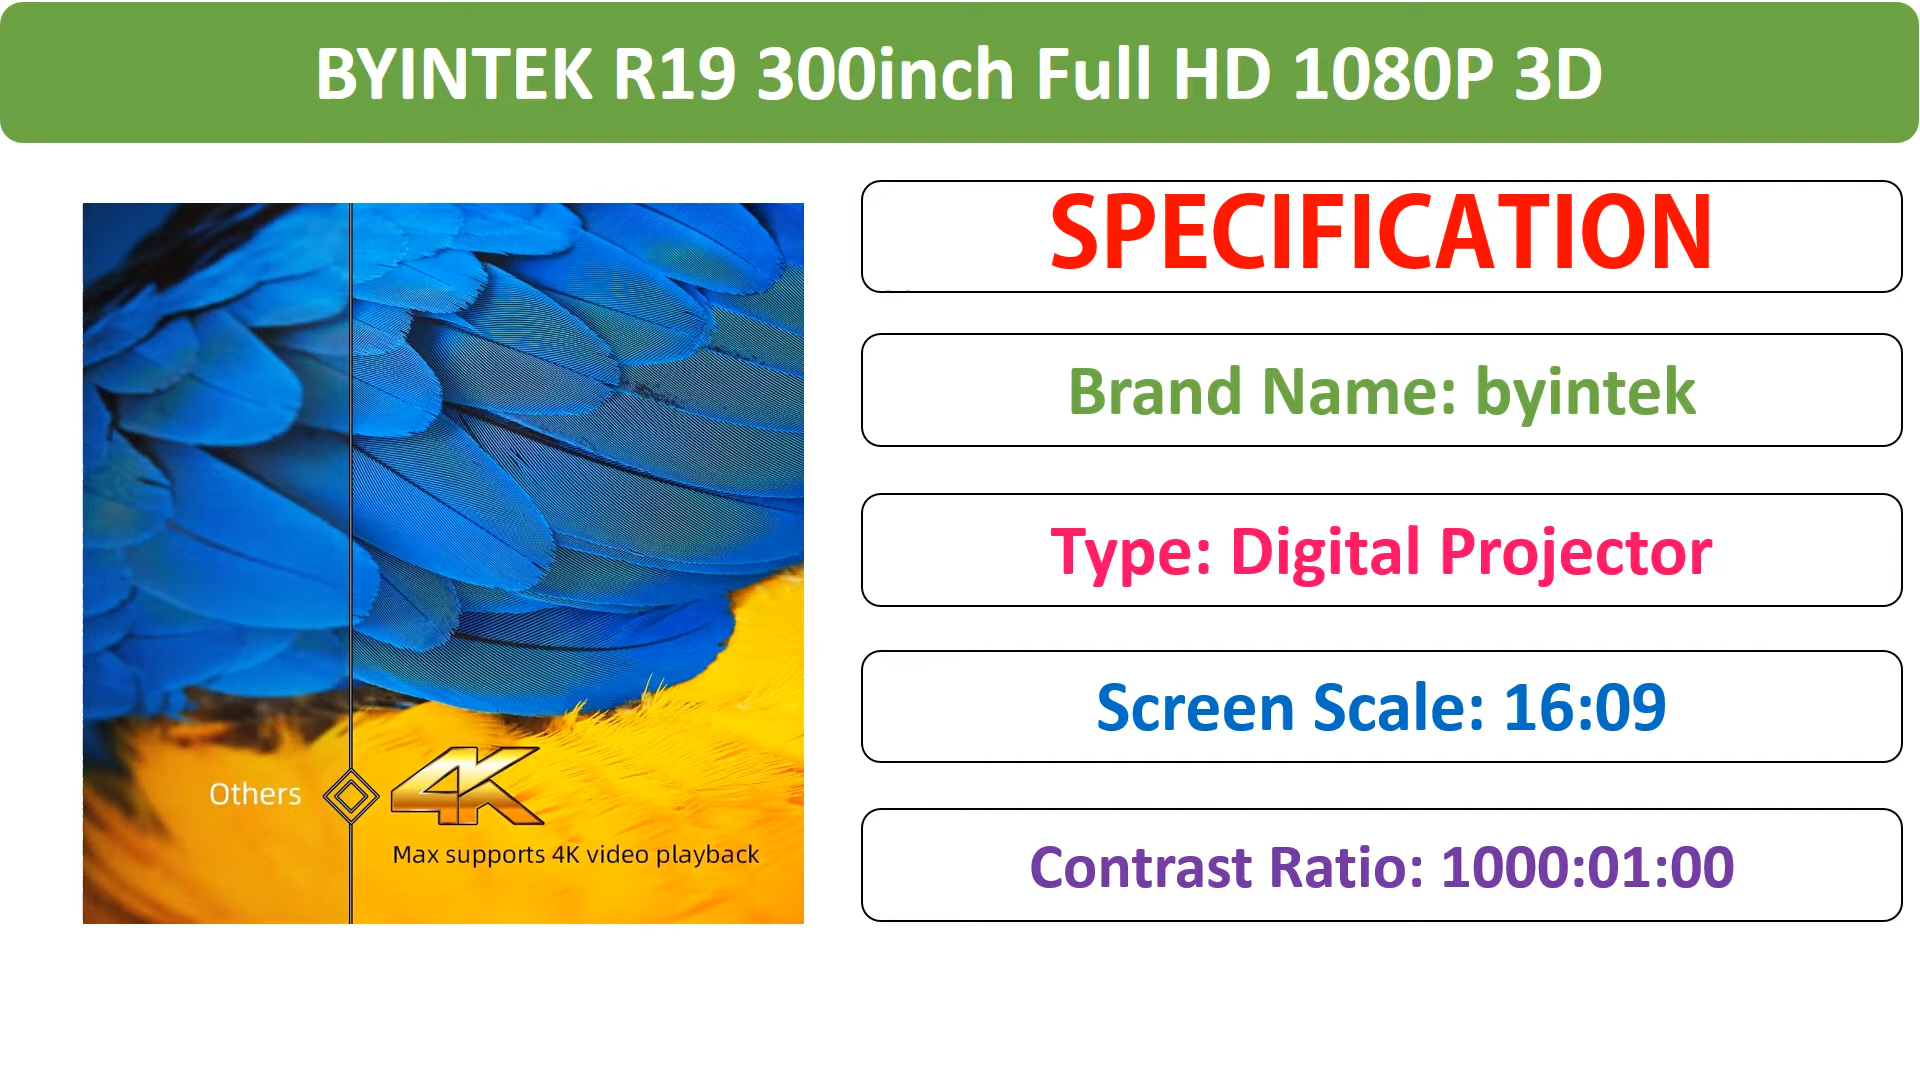 BYINTEK R19 300inch Full HD 1080P 3D
SPECIFICATION
Brand Name: byintek
Type: Digital Projector
Screen Scale: 16:09
Contrast Ratio: 1000:01:00
Others
4K
Max supports 4K video playback